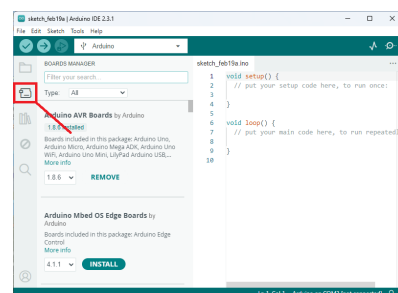 sketch_feb19a | Arduino IDE 2.3.1
File Edit Sketch Tools Help
Arduino
BOARDS MANAGER
Filter your search...
Type: All
Arduino AVR Boards by Arduino
1.8.6 installed
Boards included in this package: Arduino Uno,
Arduino Micro, Arduino Mega ADK, Arduino Uno
WiFi, Arduino Uno Mini, LilyPad Arduino USB,...
More info
1.8.6 REMOVE
Arduino Mbed OS Edge Boards by
Arduino
Boards included in this package: Arduino Edge
Control
More info
4.1.1 INSTALL
sketch_feb19a.ino
1 void setup() {
2 // put your setup code here, to run once:
3
4 }
5
6 void loop() {
7 // put your main code here, to run repeatedl
8
9 }
10